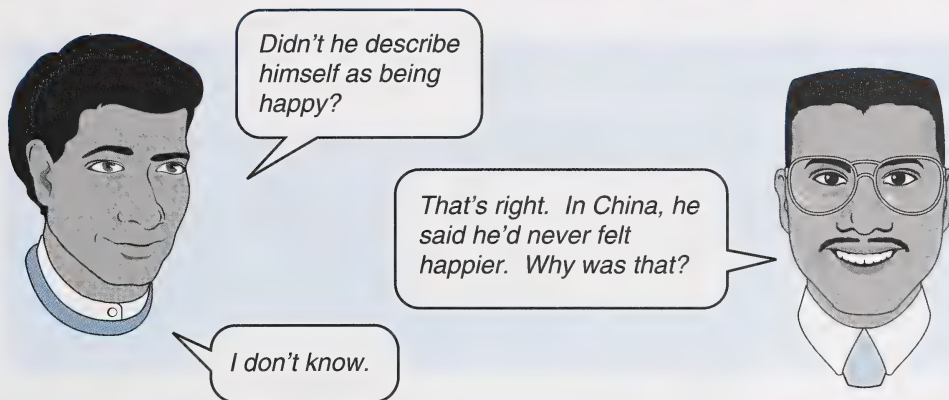 Didn't he describe
himself as being
happy?
That's right. In China, he
said he'd never felt
happier. Why was that?
I don't know.